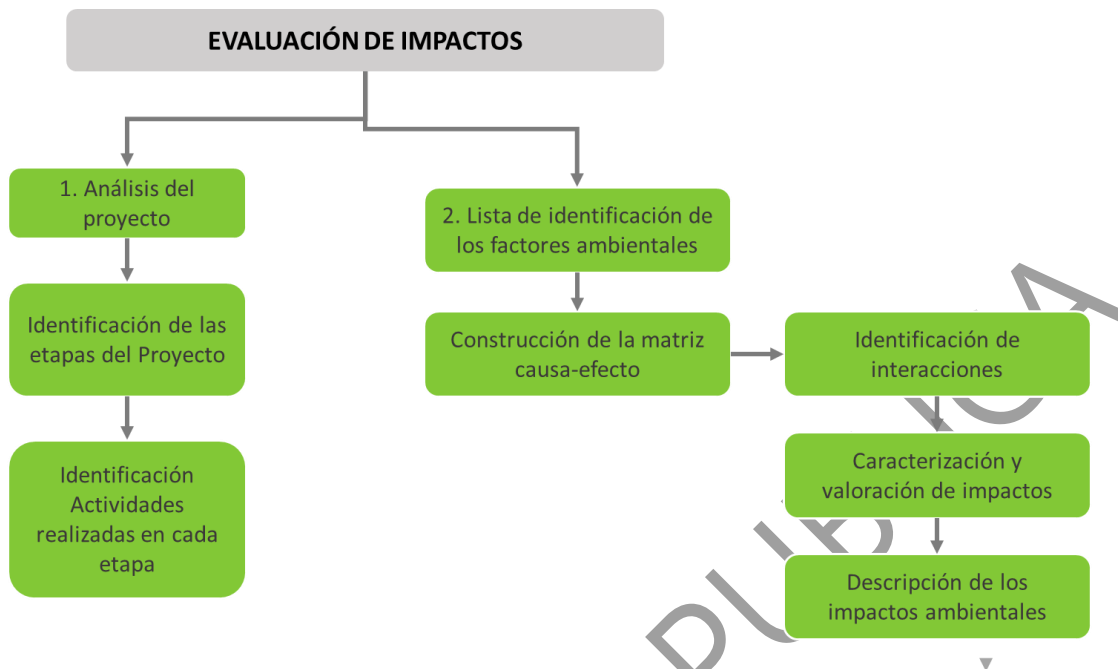 EVALUACIÓN DE IMPACTOS
1. Análisis del
proyecto
Identificación de las
etapas del Proyecto
Identificación
Actividades
realizadas en cada
etapa
2. Lista de identificación de
los factores ambientales
Construcción de la matriz
causa-efecto
Identificación de
interacciones
Caracterización y
valoración de impactos
Descripción de los
impactos ambientales